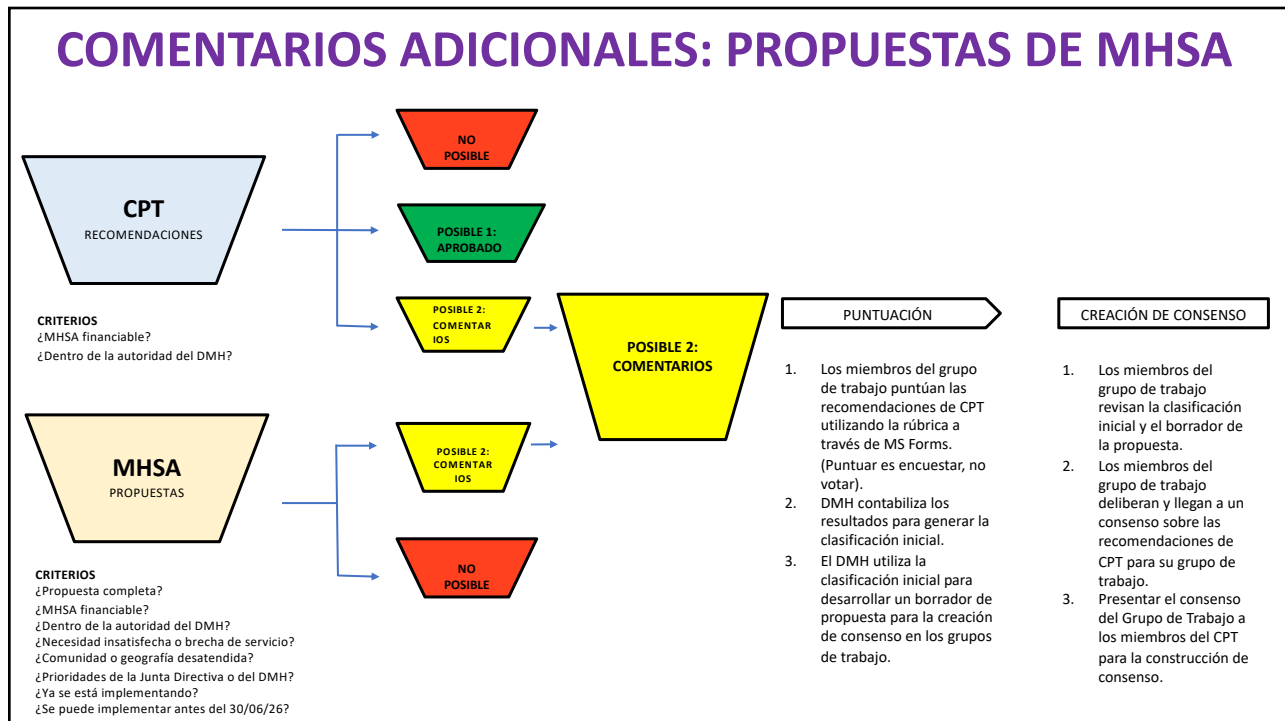 COMENTARIOS ADICIONALES: PROPUESTAS DE MHSA
CPT
RECOMENDACIONES
CRITERIOS
¿MHSA financiable?
¿Dentro de la autoridad del DMH?
MHSA
PROPUESTAS
CRITERIOS
¿Propuesta completa?
¿MHSA financiable?
¿Dentro de la autoridad del DMH?
¿Necesidad insatisfecha o brecha de servicio?
¿Comunidad o geografía desatendida?
¿Prioridades de la Junta Directiva o del DMH?
¿Ya se está implementando?
¿Se puede implementar antes del 30/06/26?
NO
POSIBLE
POSIBLE 1:
APROBADO
POSIBLE 2:
COMENTAR
IOS
POSIBLE 2:
COMENTAR
IOS
NO
POSIBLE
POSIBLE 2:
COMENTARIOS
PUNTUACIÓN
1. Los miembros del grupo
de trabajo puntúan las
recomendaciones de CPT
utilizando la rúbrica a
través de MS Forms.
(Puntuar es encuestar, no
votar).
2. DMH contabiliza los
resultados para generar la
clasificación inicial.
3. El DMH utiliza la
clasificación inicial para
desarrollar un borrador de
propuesta para la creación
de consenso en los grupos
de trabajo.
CREACIÓN DE CONSENSO
1. Los miembros del
grupo de trabajo
revisan la clasificación
inicial y el borrador de
la propuesta.
2. Los miembros del
grupo de trabajo
deliberan y llegan a un
consenso sobre las
recomendaciones de
CPT para su grupo de
trabajo.
3. Presentar el consenso
del Grupo de Trabajo a
los miembros del CPT
para la construcción de
consenso.